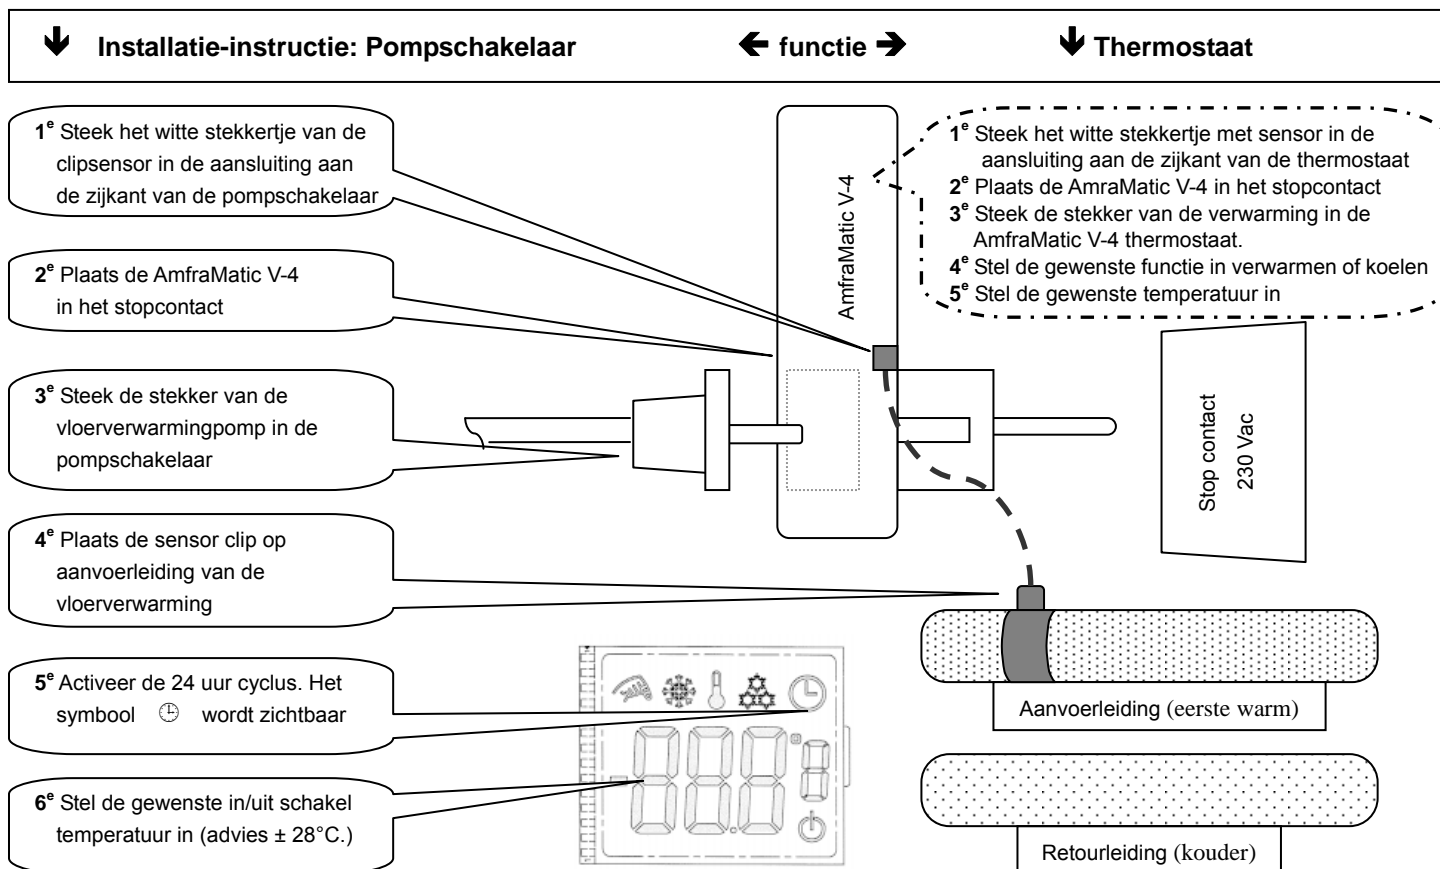 Installatie-instructie: Pompschakelaar ← functie → Thermostaat
1e Steek het witte stekkertje van de
clipsensor in de aansluiting aan
de zijkant van de pompschakelaar
2e Plaats de AmfraMatic V-4
in het stopcontact
3e Steek de stekker van de
vloerverwarmingpomp in de
pompschakelaar
4e Plaats de sensor clip op
aanvoerleiding van de
vloerverwarming
5e Activeer de 24 uur cyclus. Het
symbool wordt zichtbaar
6e Stel de gewenste in/uit schakel
temperatuur in (advies ± 28°C.)
AmfraMatic V-4
1e Steek het witte stekkertje met sensor in de
aansluiting aan de zijkant van de thermostaat
2e Plaats de AmraMatic V-4 in het stopcontact
3e Steek de stekker van de verwarming in de
AmfraMatic V-4 thermostaat.
4e Stel de gewenste functie in verwarmen of koelen
5e Stel de gewenste temperatuur in
Stop contact
230 Vac
Aanvoerleiding (eerste warm)
Retourleiding (kouder)